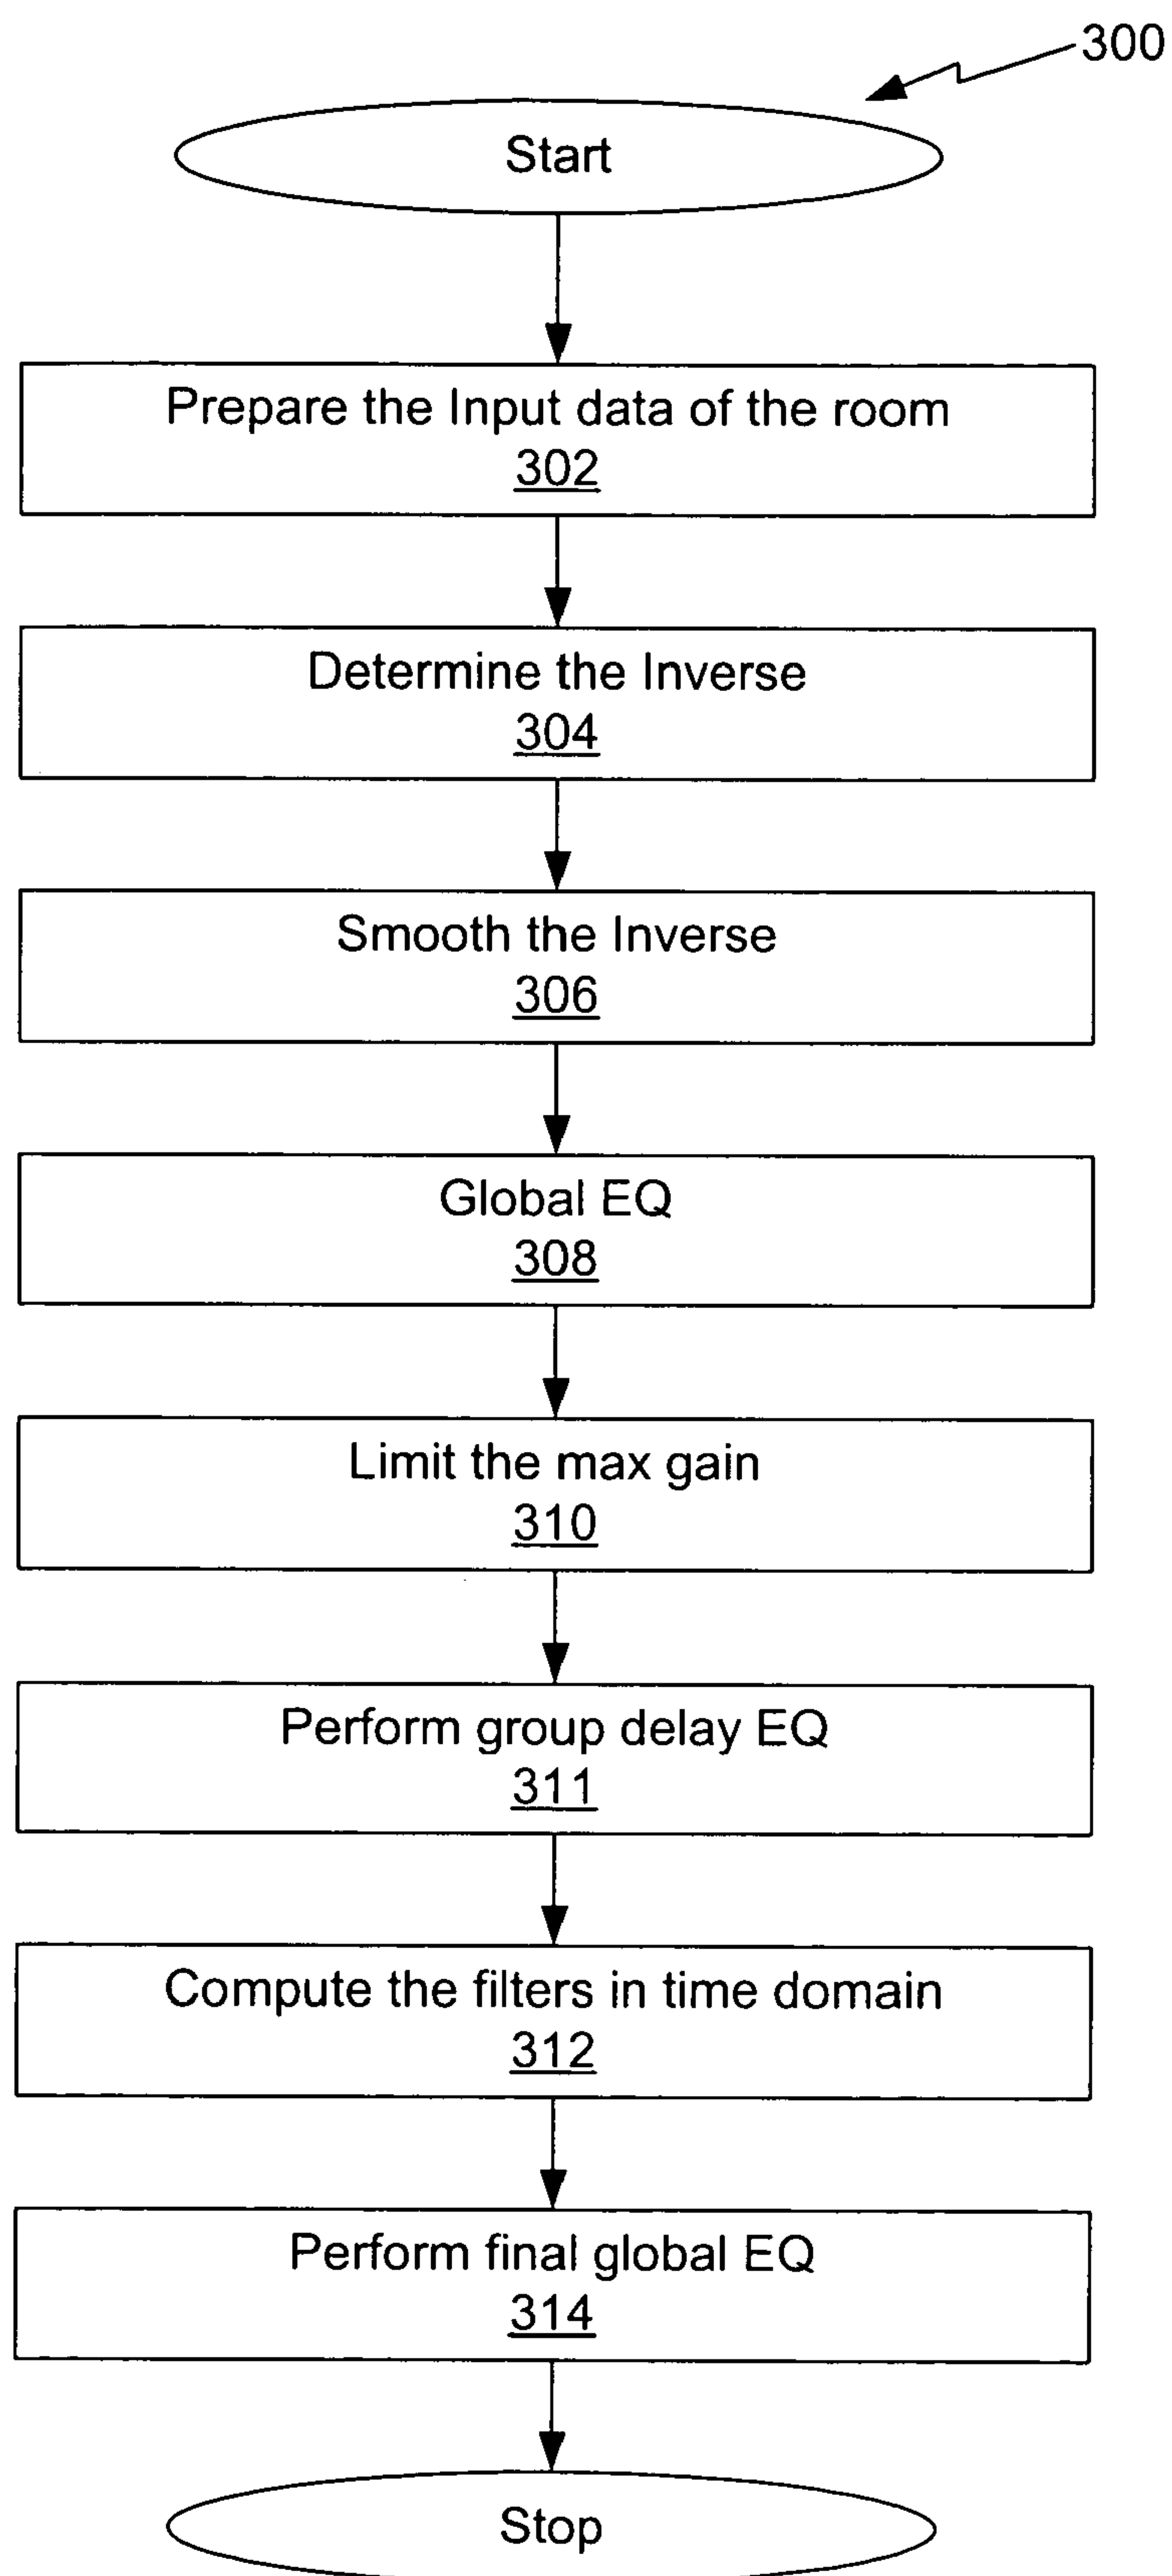 300
Start
Prepare the Input data of the room
302
Determine the Inverse
304
Smooth the Inverse
306
Global EQ
308
Limit the max gain
310
Perform group delay EQ
311
Compute the filters in time domain
312
Perform final global EQ
314
Stop